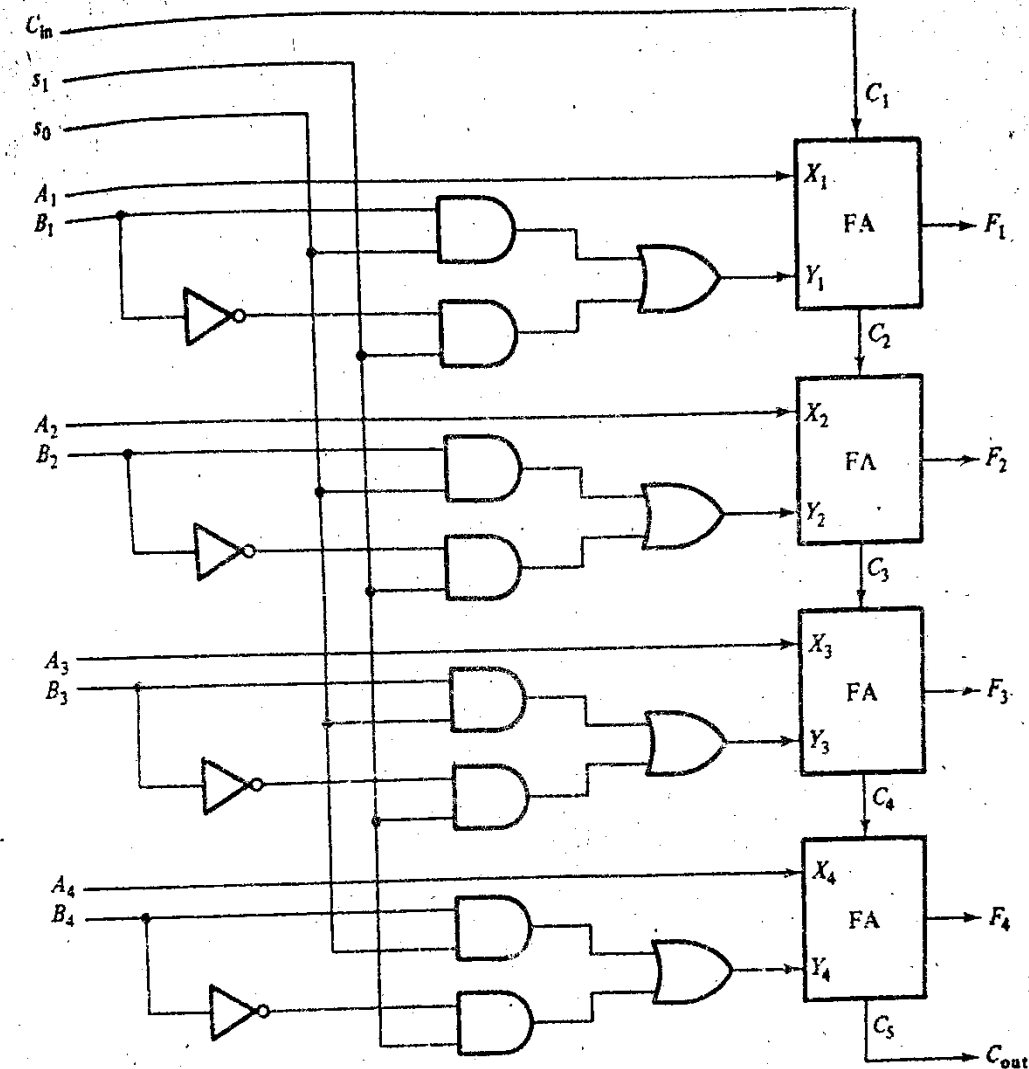 C_in
s_1
s_0
C_1
A_1
B_1
X_1
FA
F_1
Y_1
C_2
A_2
B_2
X_2
FA
F_2
Y_2
C_3
A_3
B_3
X_3
FA
F_3
Y_3
C_4
A_4
B_4
X_4
FA
F_4
Y_4
C_5
C_out